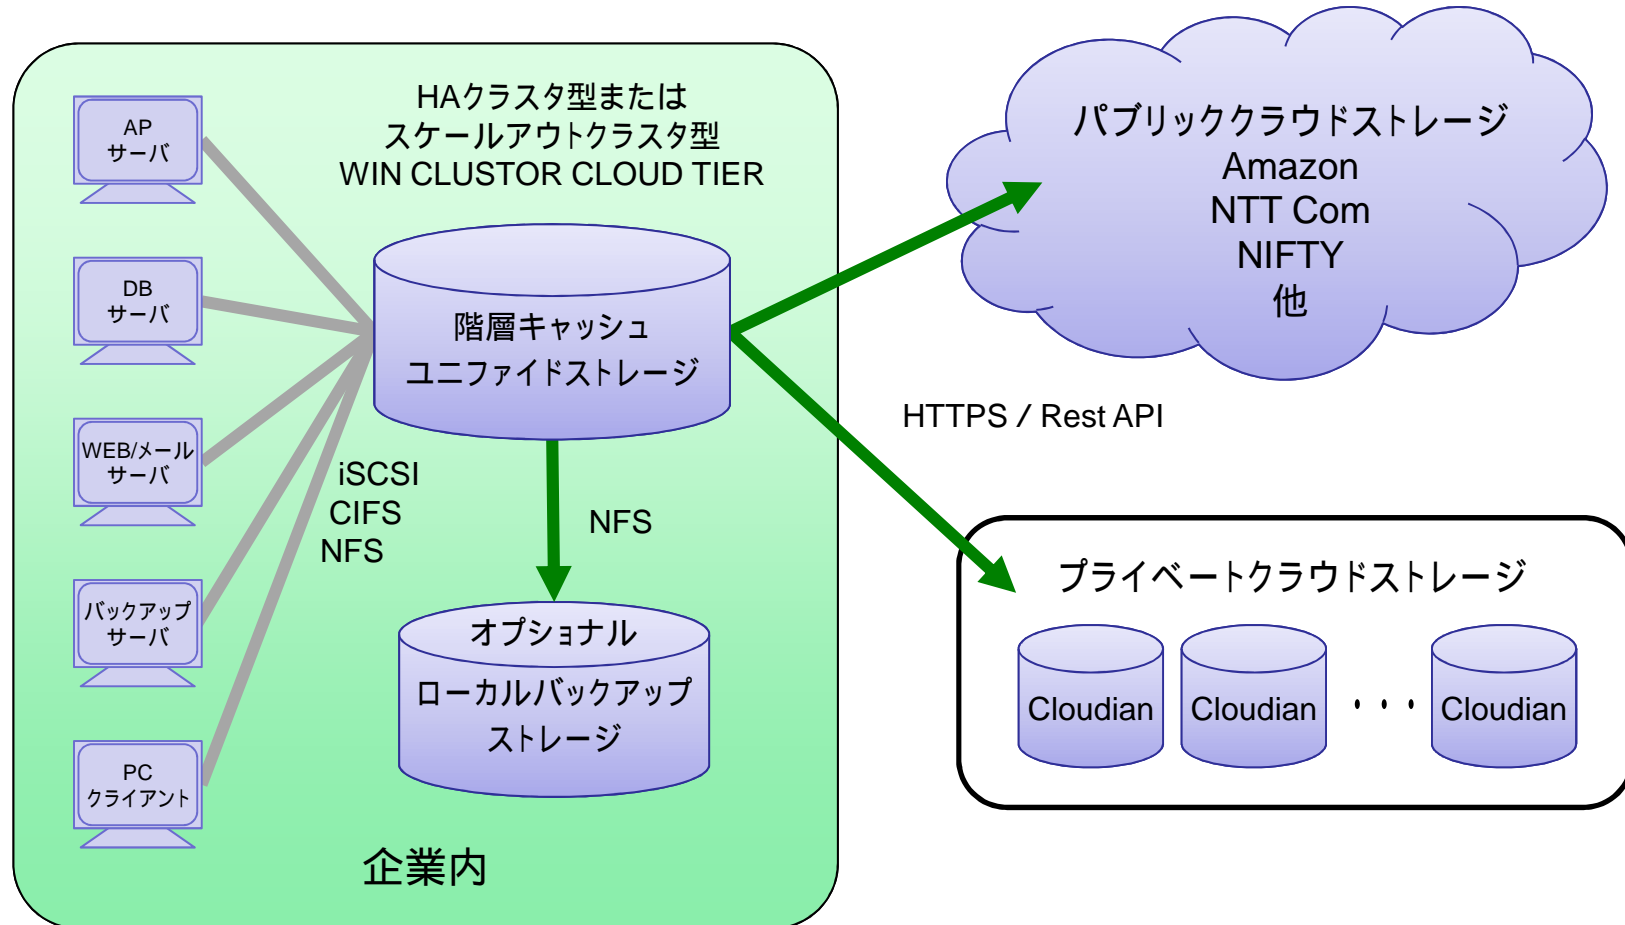 HAクラスタ型または
スケールアウトクラスタ型
WIN CLUSTOR CLOUD TIER
AP
サーバ
DB
サーバ
WEB/メール
サーバ
バックアップ
サーバ
PC
クライアント
階層キャッシュ
ユニファイドストレージ
iSCSI
CIFS
NFS
NFS
オプショナル
ローカルバックアップ
ストレージ
企業内
パブリッククラウドストレージ
Amazon
NTT Com
NIFTY
他
HTTPS / Rest API
プライベートクラウドストレージ
Cloudian
Cloudian
・・・
Cloudian